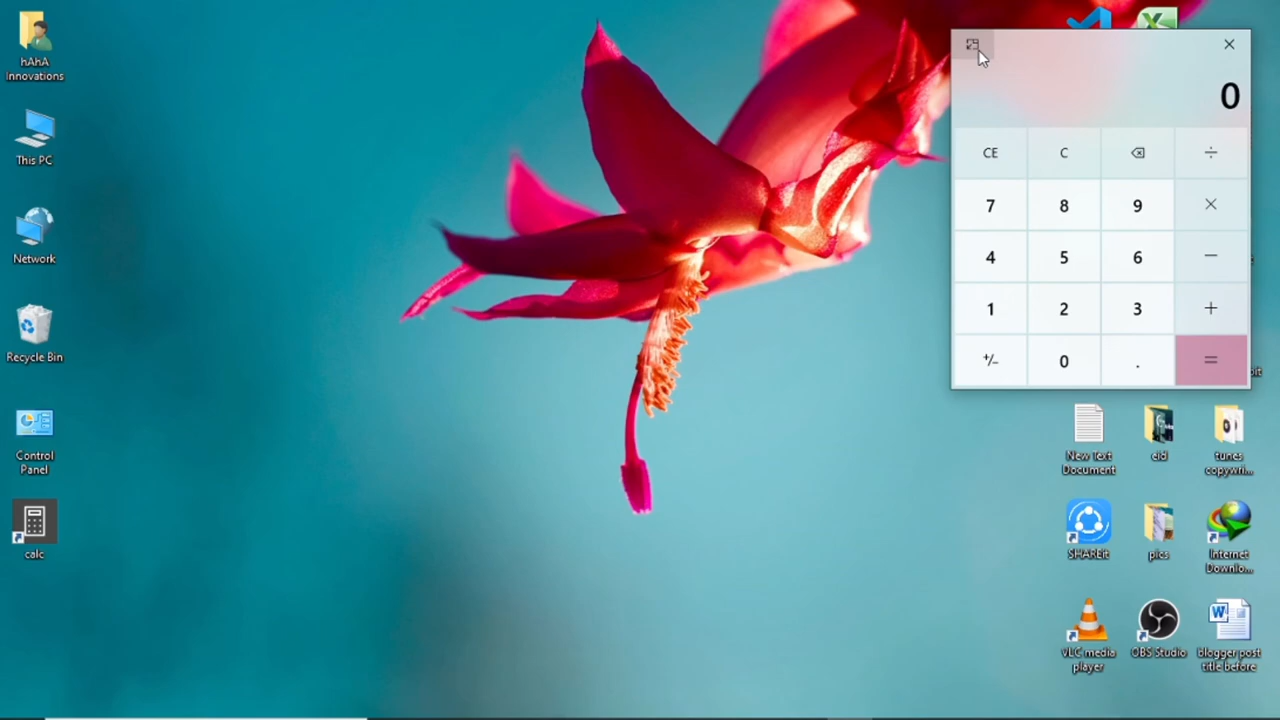 hAhA
Innovations
This PC
Network
Recycle Bin
Control
Panel
calc
0
CE C ÷
7 8 9 ×
4 5 6 −
1 2 3 +
+/− 0 . =
New Text
Document
eid
tunes
copywri...
SHAREit
pics
Internet
Downlo...
VLC media
player
OBS Studio
blogger post
title before